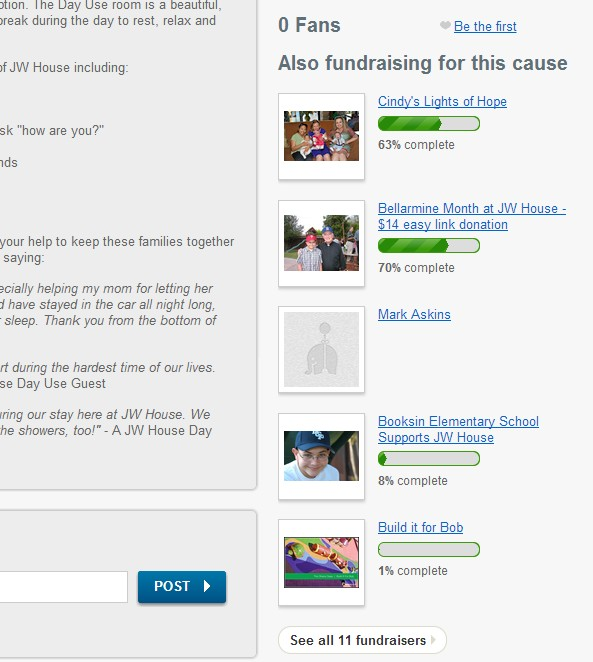 otion. The Day Use room is a beautiful,
break during the day to rest, relax and
of JW House including:
sk "how are you?"
nds
your help to keep these families together
saying:
ecially helping my mom for letting her
d have stayed in the car all night long,
sleep. Thank you from the bottom of
rt during the hardest time of our lives.
se Day Use Guest
uring our stay here at JW House. We
he showers, too!" - A JW House Day
POST
0 Fans
Be the first
Also fundraising for this cause
Cindy's Lights of Hope
63% complete
Bellarmine Month at JW House -
$14 easy link donation
70% complete
Mark Askins
Booksin Elementary School
Supports JW House
8% complete
Build it for Bob
1% complete
See all 11 fundraisers